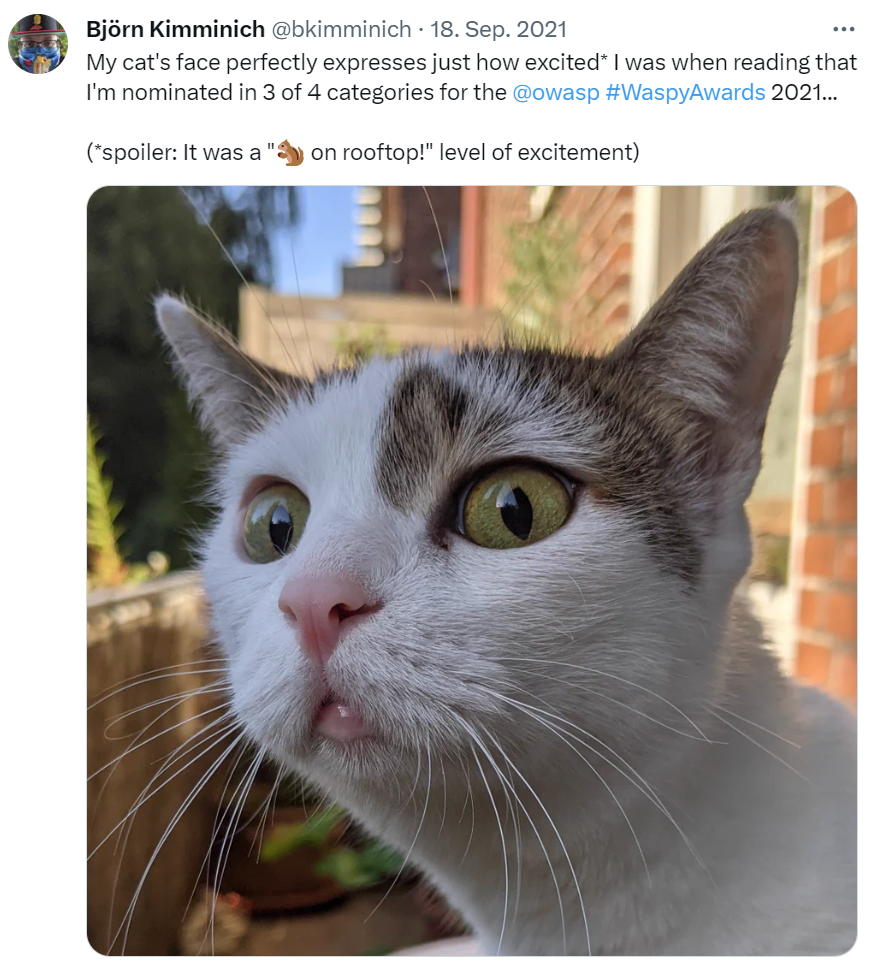 Björn Kimminich @bkimminich · 18. Sep. 2021
My cat's face perfectly expresses just how excited* I was when reading that
I'm nominated in 3 of 4 categories for the @owasp #WaspyAwards 2021...

(*spoiler: It was a "🐿️ on rooftop!" level of excitement)